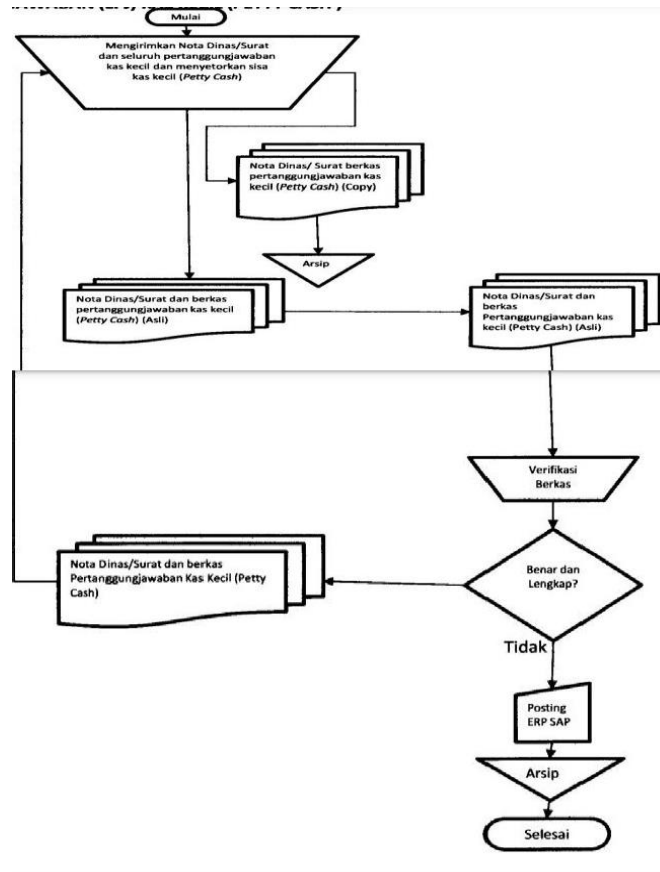 Mulai
Mengirimkan Nota Dinas/Surat
dan seluruh pertanggungjawaban
kas kecil dan menyetorkan sisa
kas kecil (Petty Cash)
Nota Dinas/ Surat berkas
pertanggungjawaban kas
kecil (Petty Cash) (Copy)
Arsip
Nota Dinas/Surat dan berkas
pertanggungjawaban kas kecil
(Petty Cash) (Asli)
Nota Dinas/Surat dan
berkas
Pertanggungjawaban kas
kecil (Petty Cash) (Asli)
Verifikasi
Berkas
Benar dan
Lengkap?
Nota Dinas/Surat dan berkas
Pertanggungjawaban Kas Kecil (Petty
Cash)
Tidak
Posting
ERP SAP
Arsip
Selesai